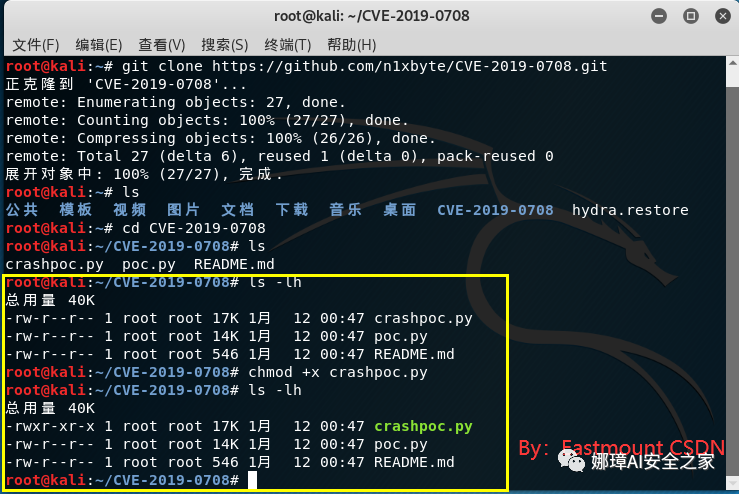 root@kali: ~/CVE-2019-0708
文件(F) 编辑(E) 查看(V) 搜索(S) 终端(T) 帮助(H)
root@kali:~# git clone https://github.com/n1xbyte/CVE-2019-0708.git
正克隆到 'CVE-2019-0708'...
remote: Enumerating objects: 27, done.
remote: Counting objects: 100% (27/27), done.
remote: Compressing objects: 100% (26/26), done.
remote: Total 27 (delta 6), reused 1 (delta 0), pack-reused 0
展开对象中: 100% (27/27), 完成.
root@kali:~# ls
公共 模板 视频 图片 文档 下载 音乐 桌面 CVE-2019-0708 hydra.restore
root@kali:~# cd CVE-2019-0708
root@kali:~/CVE-2019-0708# ls
crashpoc.py poc.py README.md
root@kali:~/CVE-2019-0708# ls -lh
总用量 40K
-rw-r--r-- 1 root root 17K 1月 12 00:47 crashpoc.py
-rw-r--r-- 1 root root 14K 1月 12 00:47 poc.py
-rw-r--r-- 1 root root 546 1月 12 00:47 README.md
root@kali:~/CVE-2019-0708# chmod +x crashpoc.py
root@kali:~/CVE-2019-0708# ls -lh
总用量 40K
-rwxr-xr-x 1 root root 17K 1月 12 00:47 crashpoc.py
-rw-r--r-- 1 root root 14K 1月 12 00:47 poc.py
-rw-r--r-- 1 root root 546 1月 12 00:47 README.md
root@kali:~/CVE-2019-0708#
By: Eastmount CSDN
娜璋AI安全之家